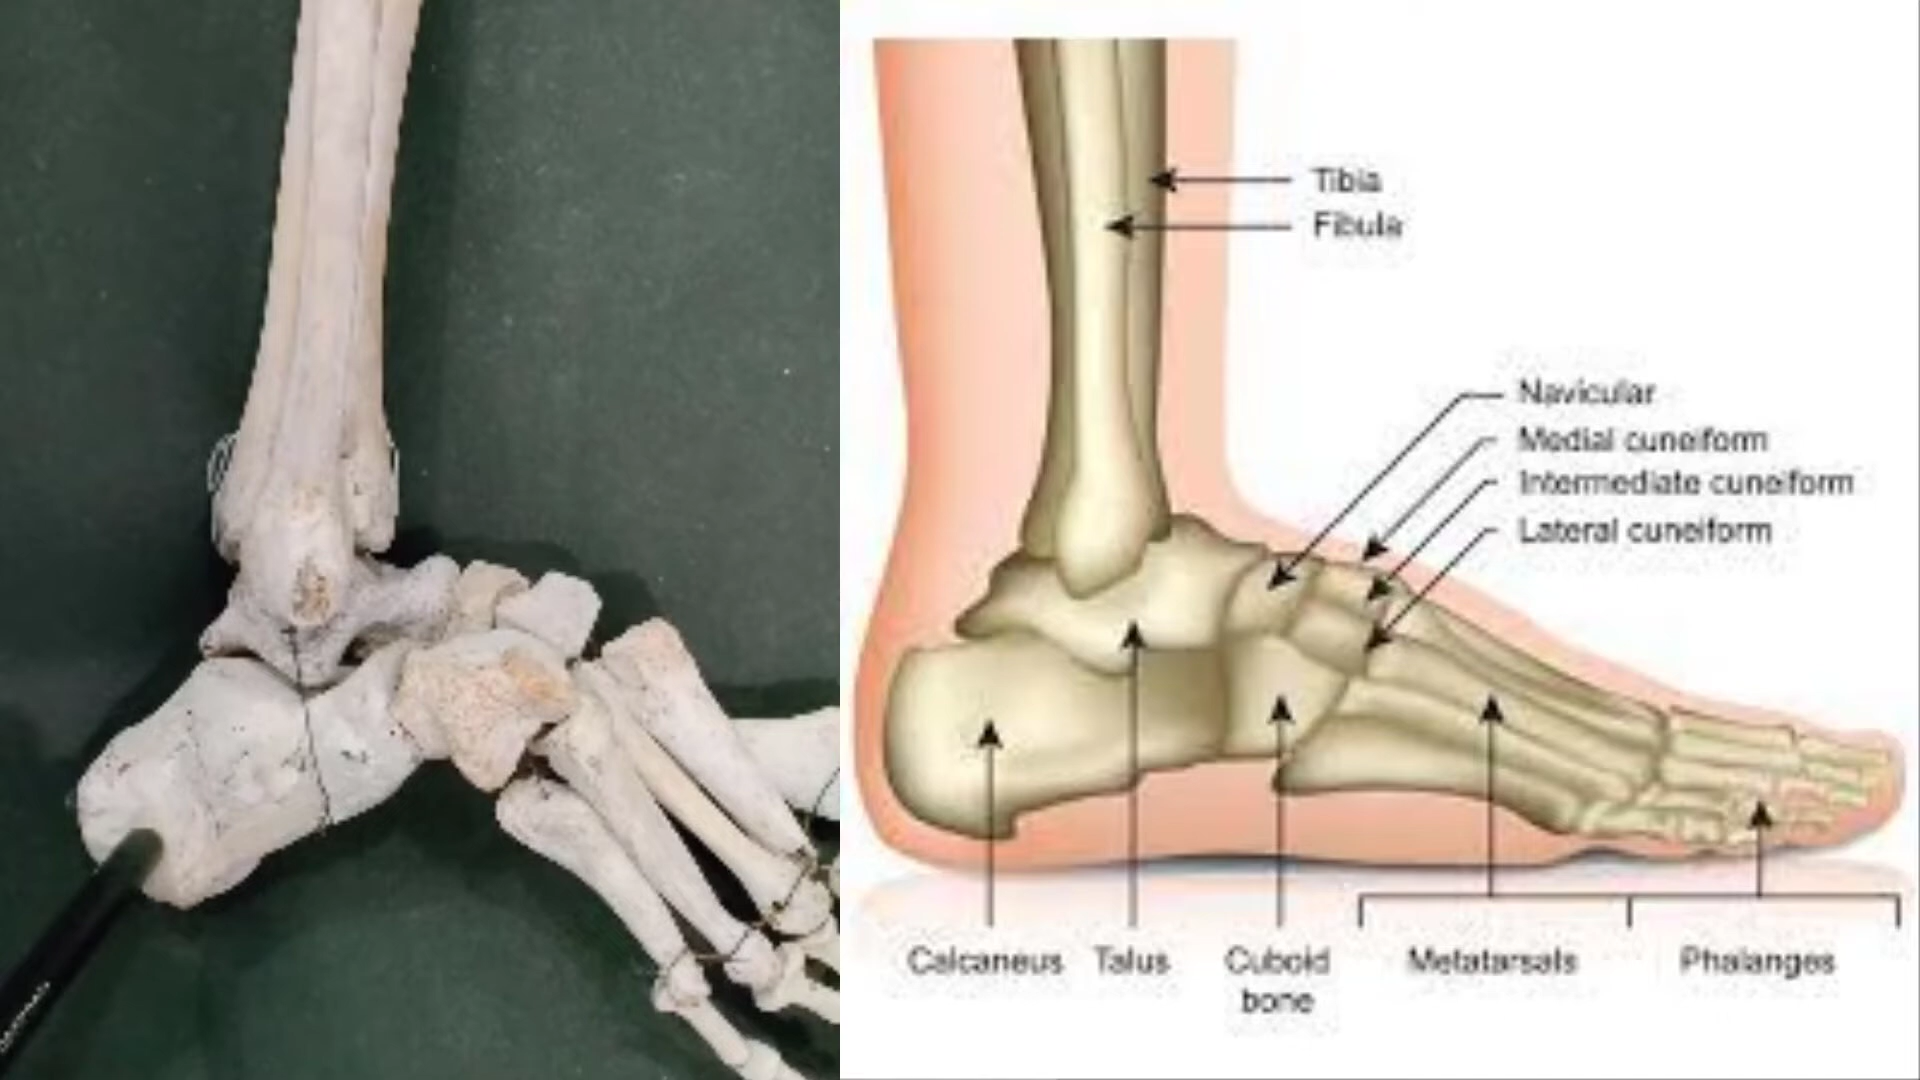 Tibia
Fibula
Navicular
Medial cuneiform
Intermediate cuneiform
Lateral cuneiform
Calcaneus
Talus
Cuboid
bone
Metatarsals
Phalanges